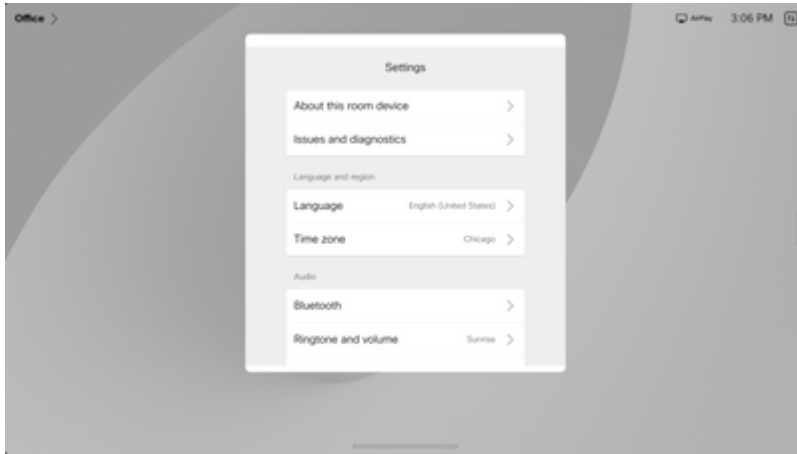 Office
AirPlay 3:06 PM
Settings
About this room device
Issues and diagnostics
Language and region
Language English (United States)
Time zone Chicago
Audio
Bluetooth
Ringtone and volume Sunrise